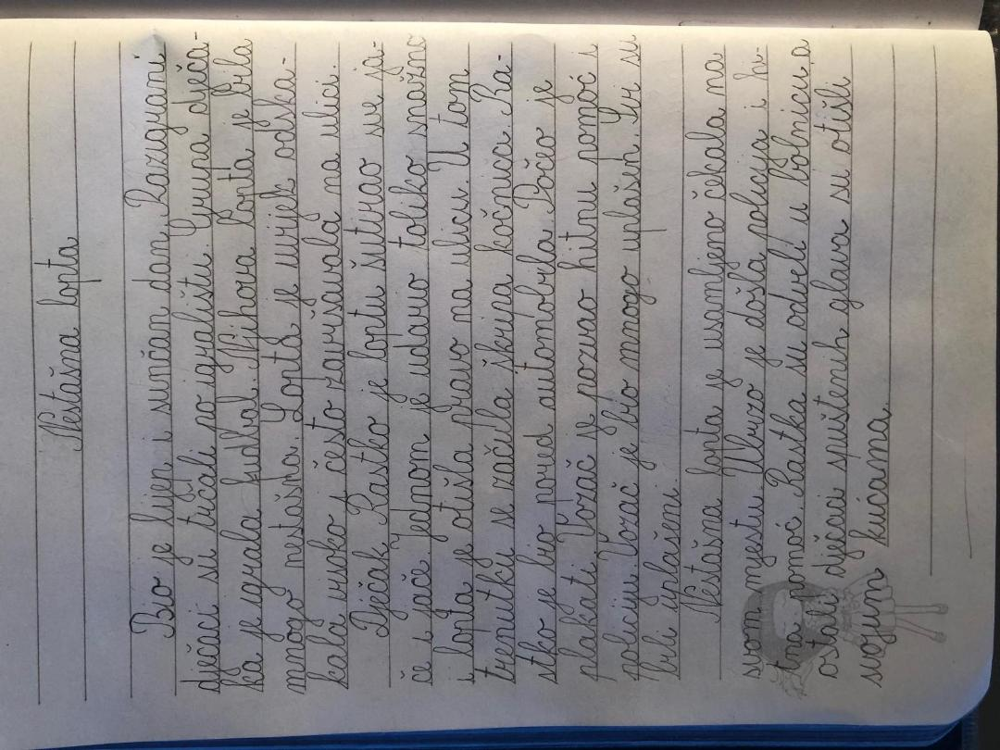 Nestašna lopta
Bio je lijep i sunčan dan. Razigrani
dječaci su trčali po igralištu. Grupa dječa-
ka je igrala fudbal. Njihova lopta je bila
mnogo nestašna. Lopta je uvijek odska-
kala visoko i često završavala na ulici.
Dječak Rastko je loptu šutirao sve ja-
če i jače. Jednom je udario toliko snažno
i lopta je otišla pravo na ulicu. U tom
trenutku se začula škripa kočnica. Ra-
stko je bio pored automobila. Počeo je
plakati. Vozač je pozvao hitnu pomoć i
policiju. Vozač je bio mnogo uplašen. Svi su
bili uplašeni.
Nestašna lopta je usamljeno čekala na
svom mjestu. Ubrzo je došla policija i hi-
tna pomoć. Rastka su odveli u bolnicu, a
ostali dječaci spuštenih glava su otišli
svojim kućama.